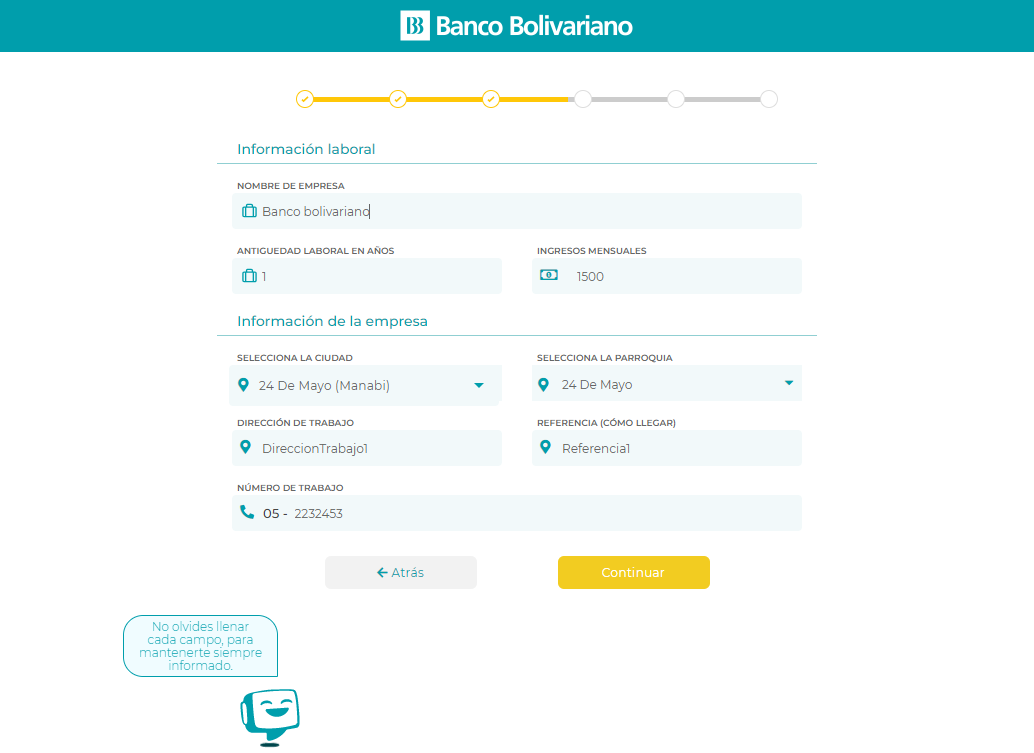 Banco Bolivariano
Información laboral
NOMBRE DE EMPRESA
Banco bolivariano
ANTIGUEDAD LABORAL EN AÑOS
INGRESOS MENSUALES
1
1500
Información de la empresa
SELECCIONA LA CIUDAD
SELECCIONA LA PARROQUIA
24 De Mayo (Manabi)
24 De Mayo
DIRECCIÓN DE TRABAJO
REFERENCIA (CÓMO LLEGAR)
DireccionTrabajo1
Referencia1
NÚMERO DE TRABAJO
05 - 2232453
Atrás
Continuar
No olvides llenar
cada campo, para
mantenerte siempre
informado.